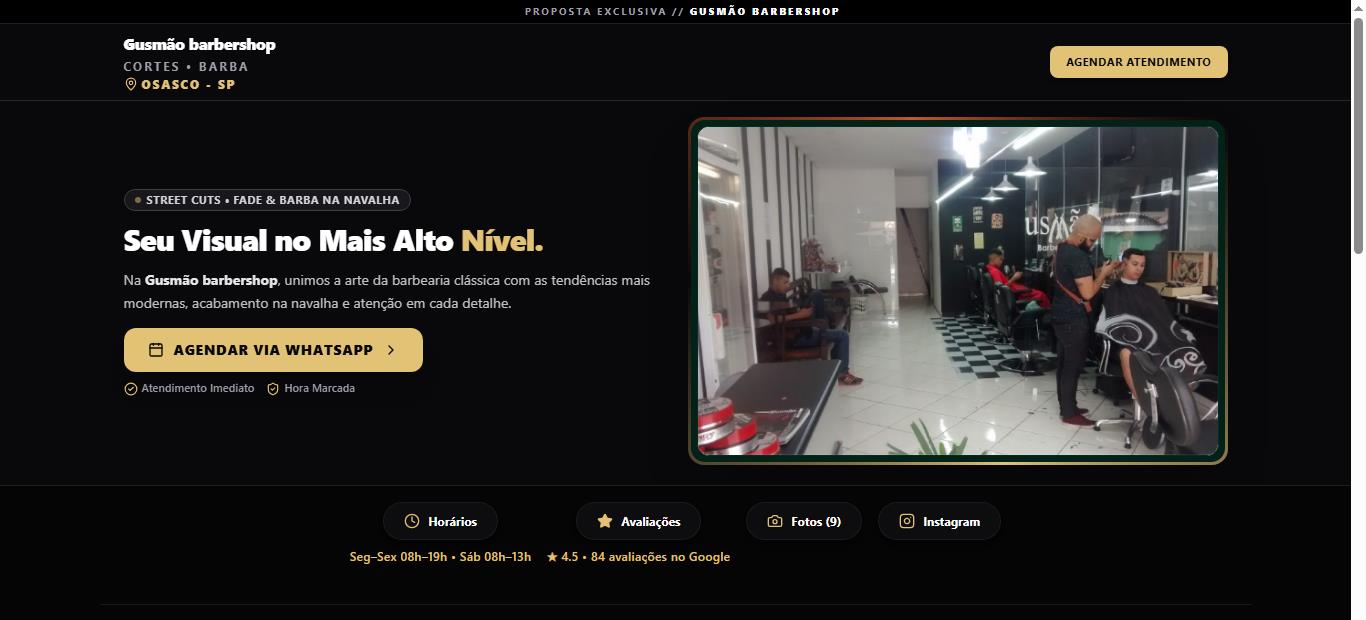 PROPOSTA EXCLUSIVA // GUSMÃO BARBERSHOP
Gusmão barbershop
CORTES • BARBA
OSASCO - SP
AGENDAR ATENDIMENTO
STREET CUTS • FADE & BARBA NA NAVALHA
Seu Visual no Mais Alto Nível.
Na Gusmão barbershop, unimos a arte da barbearia clássica com as tendências mais
modernas, acabamento na navalha e atenção em cada detalhe.
AGENDAR VIA WHATSAPP
Atendimento Imediato
Hora Marcada
Horários
Avaliações
Fotos (9)
Instagram
Seg–Sex 08h–19h • Sáb 08h–13h
★ 4.5 • 84 avaliações no Google